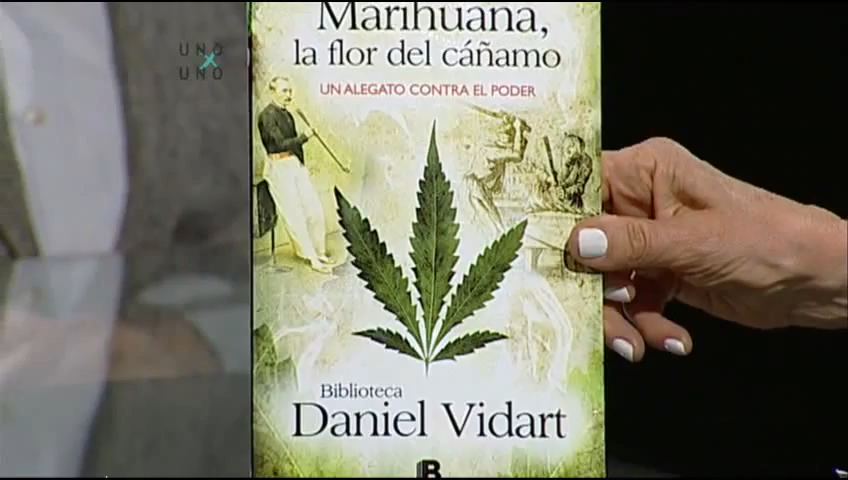 UNO
X
UNO
Marihuana,
la flor del cáñamo
UN ALEGATO CONTRA EL PODER
Biblioteca
Daniel Vidart
B